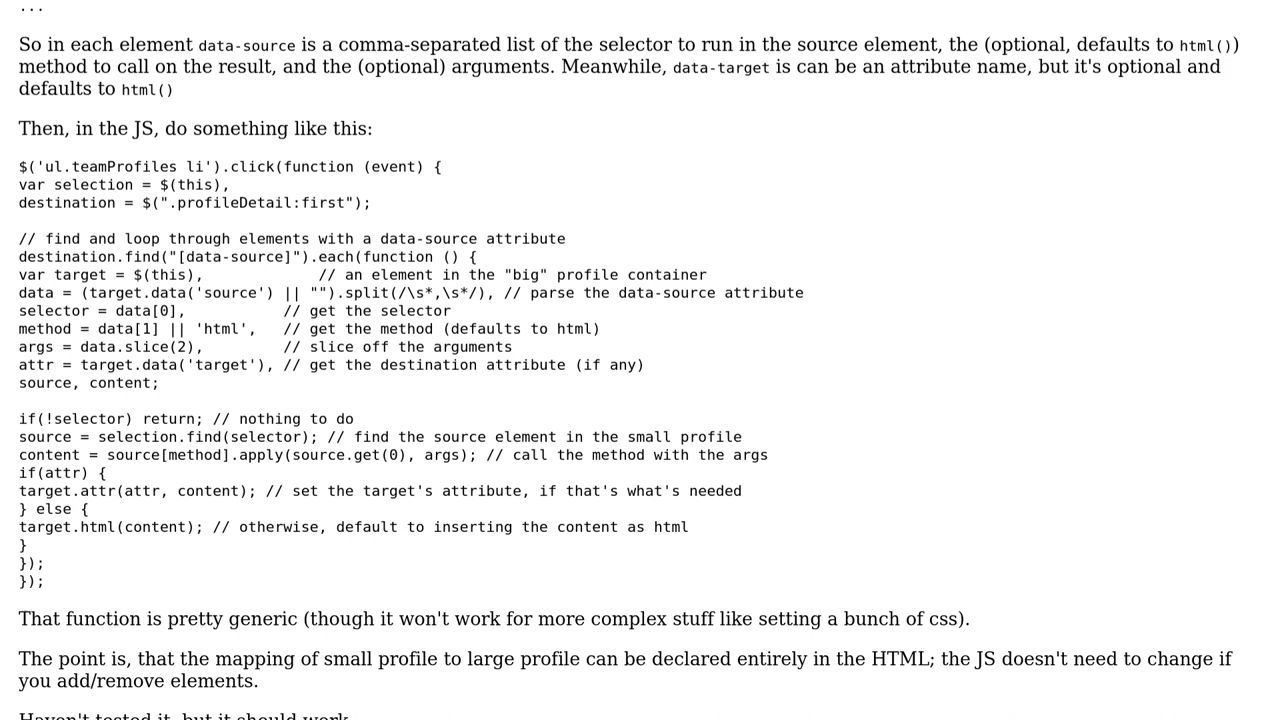 ...
So in each element data-source is a comma-separated list of the selector to run in the source element, the (optional, defaults to html())
method to call on the result, and the (optional) arguments. Meanwhile, data-target is can be an attribute name, but it's optional and
defaults to html()
Then, in the JS, do something like this:
$('ul.teamProfiles li').click(function (event) {
var selection = $(this),
destination = $(".profileDetail:first");
// find and loop through elements with a data-source attribute
destination.find("[data-source]").each(function () {
var target = $(this),             // an element in the "big" profile container
data = (target.data('source') || "").split(/\s*,\s*/), // parse the data-source attribute
selector = data[0],           // get the selector
method = data[1] || 'html',   // get the method (defaults to html)
args = data.slice(2),         // slice off the arguments
attr = target.data('target'), // get the destination attribute (if any)
source, content;
if(!selector) return; // nothing to do
source = selection.find(selector); // find the source element in the small profile
content = source[method].apply(source.get(0), args); // call the method with the args
if(attr) {
target.attr(attr, content); // set the target's attribute, if that's what's needed
} else {
target.html(content); // otherwise, default to inserting the content as html
}
});
});
That function is pretty generic (though it won't work for more complex stuff like setting a bunch of css).
The point is, that the mapping of small profile to large profile can be declared entirely in the HTML; the JS doesn't need to change if
you add/remove elements.
Haven't tested it, but it should work